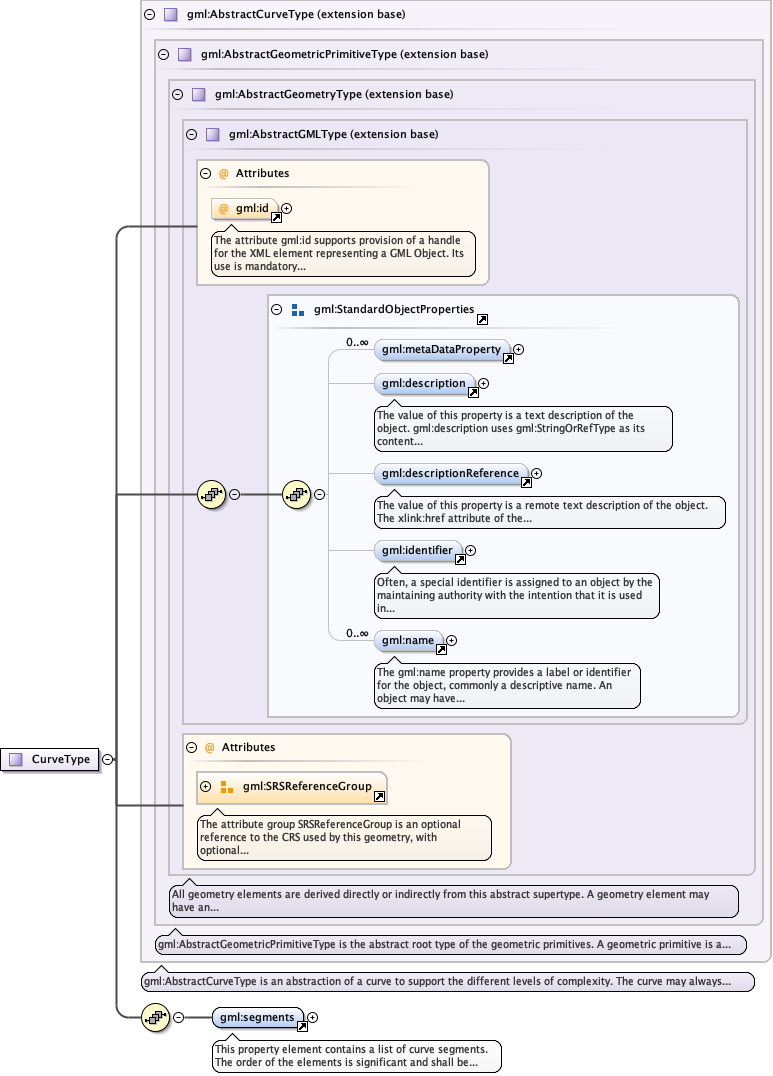 gml:AbstractCurveType (extension base)
gml:AbstractGeometricPrimitiveType (extension base)
gml:AbstractGeometryType (extension base)
gml:AbstractGMLType (extension base)
@ Attributes
@ gml:id
The attribute gml:id supports provision of a handle
for the XML element representing a GML Object. Its
use is mandatory...
gml:StandardObjectProperties
0..∞
gml:metaDataProperty
gml:description
The value of this property is a text description of the
object. gml:description uses gml:StringOrRefType as its
content...
gml:descriptionReference
The value of this property is a remote text description of the object.
The xlink:href attribute of the...
gml:identifier
Often, a special identifier is assigned to an object by the
maintaining authority with the intention that it is used
in...
0..∞
gml:name
The gml:name property provides a label or identifier
for the object, commonly a descriptive name. An
object may have...
CurveType
@ Attributes
gml:SRSReferenceGroup
The attribute group SRSReferenceGroup is an optional
reference to the CRS used by this geometry, with
optional...
All geometry elements are derived directly or indirectly from this abstract supertype. A geometry element may
have an...
gml:AbstractGeometricPrimitiveType is the abstract root type of the geometric primitives. A geometric primitive is a...
gml:AbstractCurveType is an abstraction of a curve to support the different levels of complexity. The curve may always...
gml:segments
This property element contains a list of curve segments.
The order of the elements is significant and shall be...